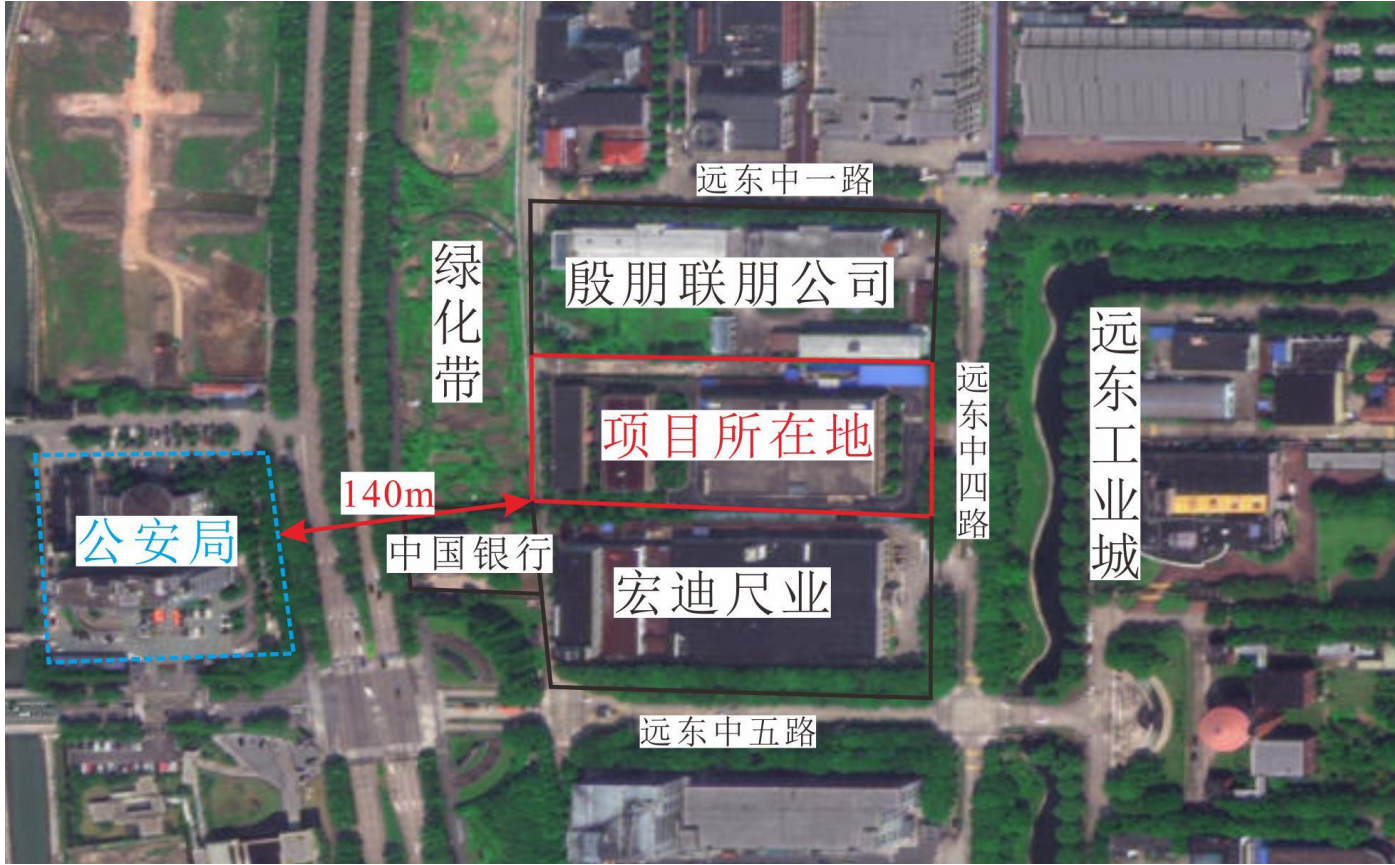 远东中一路
绿化带
殷朋联朋公司
远东工业城
项目所在地
远东中四路
140m
公安局
中国银行
宏迪尺业
远东中五路